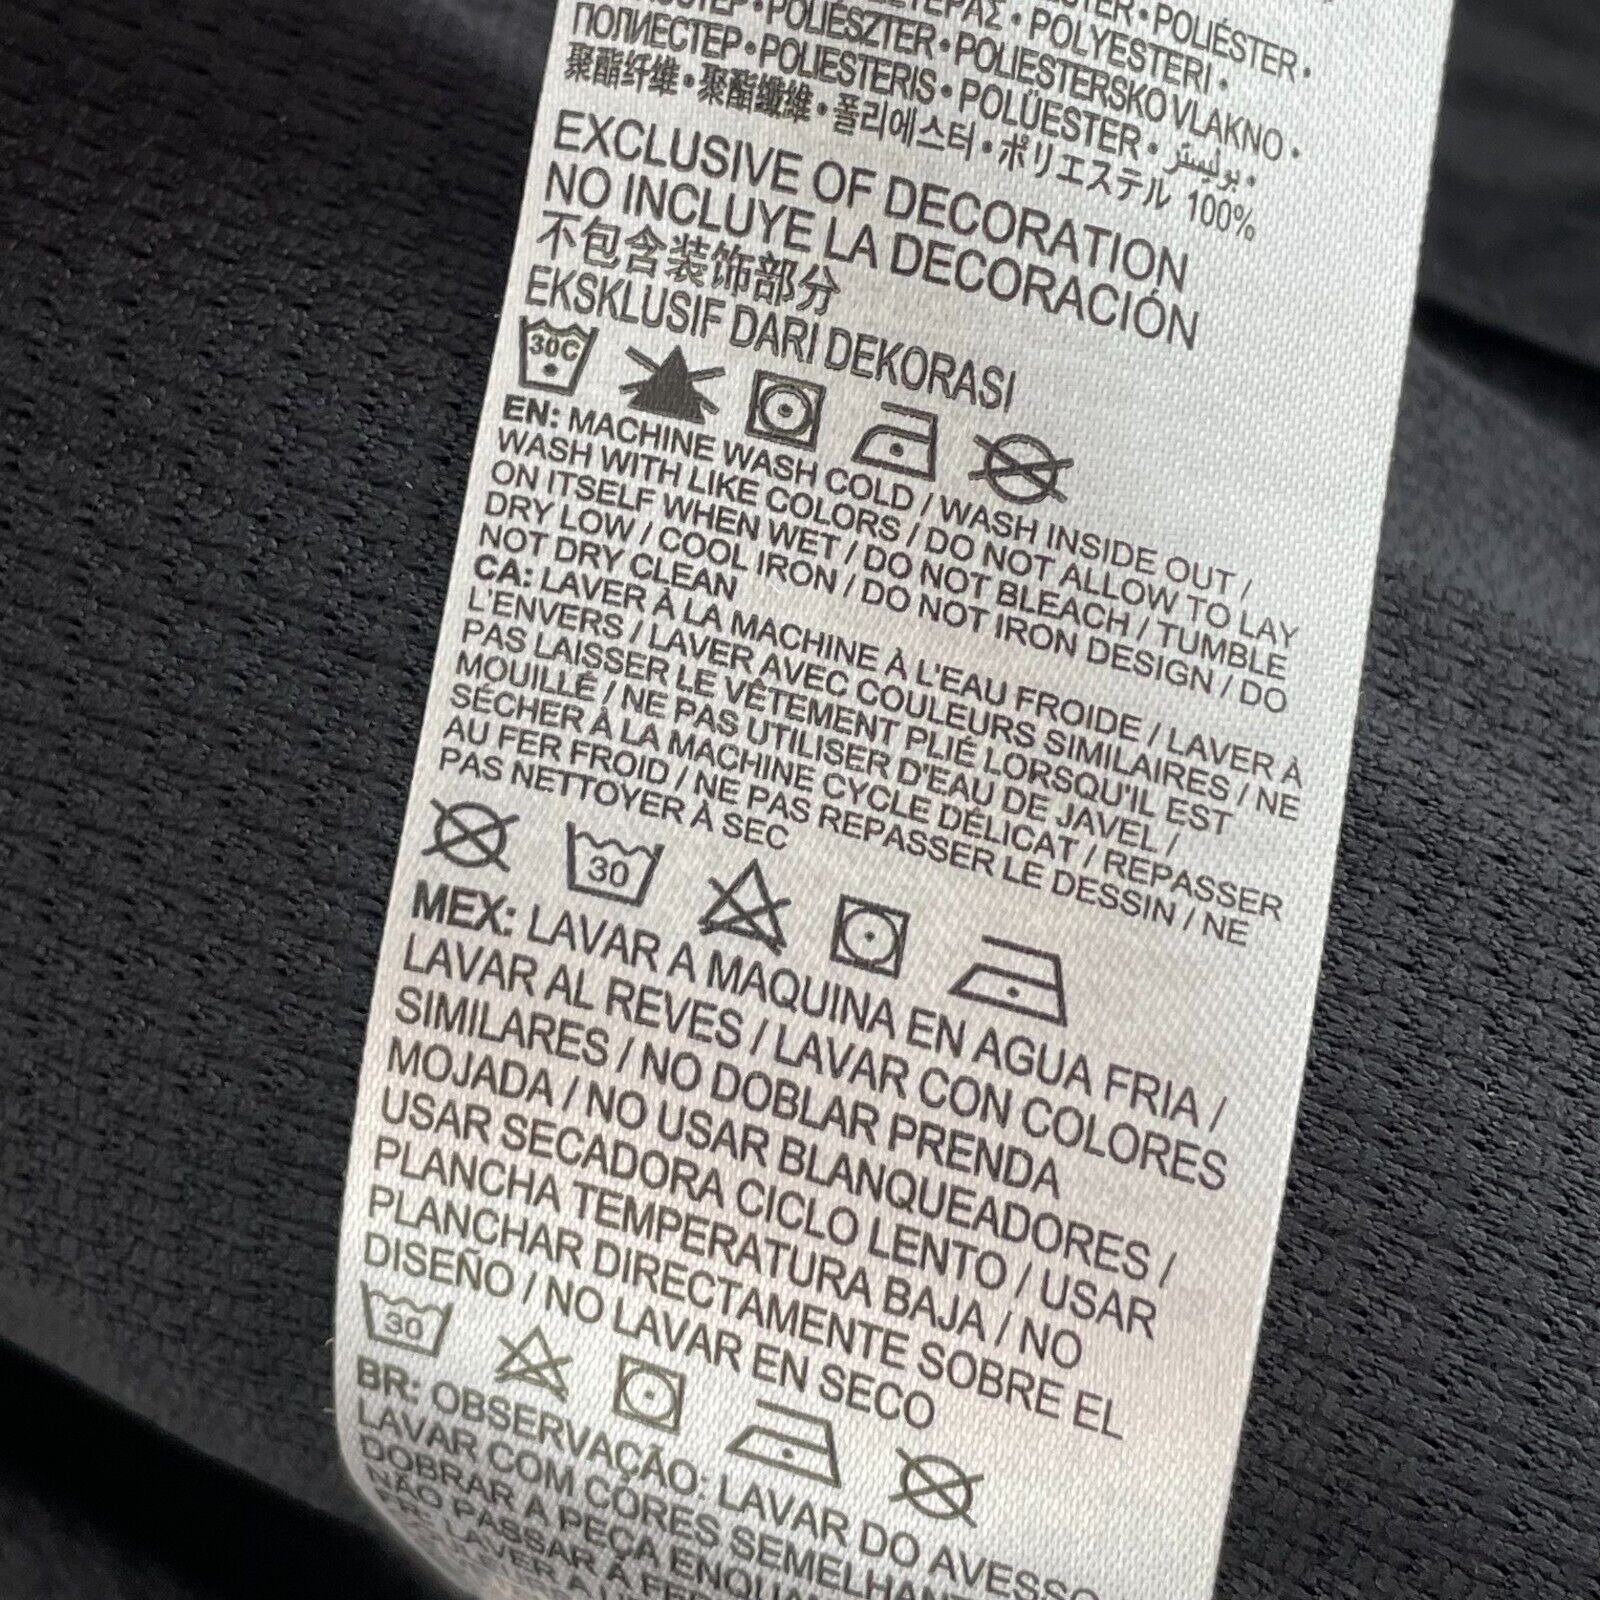 POLIÉSTER •
POLIÉSZTER • POLYESTERI •
ПОЛИЕСТЕР • POLIESTERIS • POLIESTERSKO VLAKNO •
聚酯纤维 • 聚酯纖維 • 폴리에스터 • POLÜESTER • بوليستر •
ポリエステル 100%
EXCLUSIVE OF DECORATION
NO INCLUYE LA DECORACIÓN
不包含装饰部分
EKSKLUSIF DARI DEKORASI
30C
EN: MACHINE WASH COLD / WASH INSIDE OUT /
WASH WITH LIKE COLORS / DO NOT ALLOW TO LAY
ON ITSELF WHEN WET / DO NOT BLEACH / TUMBLE
DRY LOW / COOL IRON / DO NOT IRON DESIGN / DO
NOT DRY CLEAN
CA: LAVER À LA MACHINE À L'EAU FROIDE / LAVER À
L'ENVERS / LAVER AVEC COULEURS SIMILAIRES / NE
PAS LAISSER LE VÊTEMENT PLIÉ LORSQU'IL EST
MOUILLÉ / NE PAS UTILISER D'EAU DE JAVEL /
SÉCHER À LA MACHINE CYCLE DÉLICAT / REPASSER
AU FER FROID / NE PAS REPASSER LE DESSIN / NE
PAS NETTOYER À SEC
30
MEX: LAVAR A MAQUINA EN AGUA FRIA /
LAVAR AL REVES / LAVAR CON COLORES
SIMILARES / NO DOBLAR PRENDA
MOJADA / NO USAR BLANQUEADORES /
USAR SECADORA CICLO LENTO / USAR
PLANCHA TEMPERATURA BAJA / NO
PLANCHAR DIRECTAMENTE SOBRE EL
DISEÑO / NO LAVAR EN SECO
30
BR: OBSERVAÇÃO: LAVAR DO AVESSO
LAVAR COM CORES SEMELHANT
DOBRAR A PEÇA ENQUA
NÃO PASSAR A FER